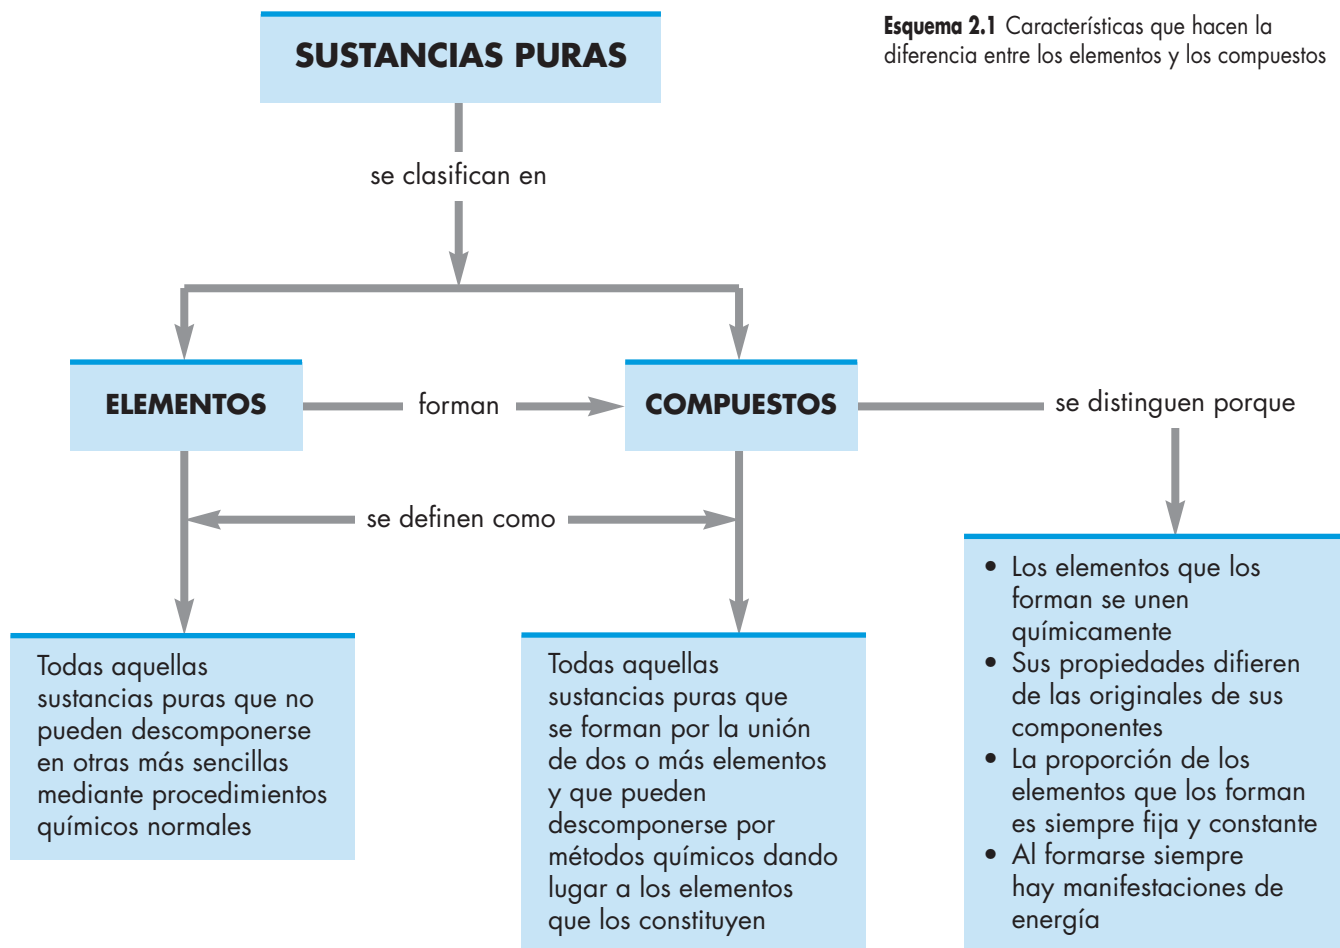 SUSTANCIAS PURAS
Esquema 2.1 Características que hacen la
diferencia entre los elementos y los compuestos
se clasifican en
ELEMENTOS
forman
COMPUESTOS
se distinguen porque
se definen como
Todas aquellas
sustancias puras que no
pueden descomponerse
en otras más sencillas
mediante procedimientos
químicos normales
Todas aquellas
sustancias puras que
se forman por la unión
de dos o más elementos
y que pueden
descomponerse por
métodos químicos dando
lugar a los elementos
que los constituyen
• Los elementos que los
forman se unen
químicamente
• Sus propiedades difieren
de las originales de sus
componentes
• La proporción de los
elementos que los forman
es siempre fija y constante
• Al formarse siempre
hay manifestaciones de
energía